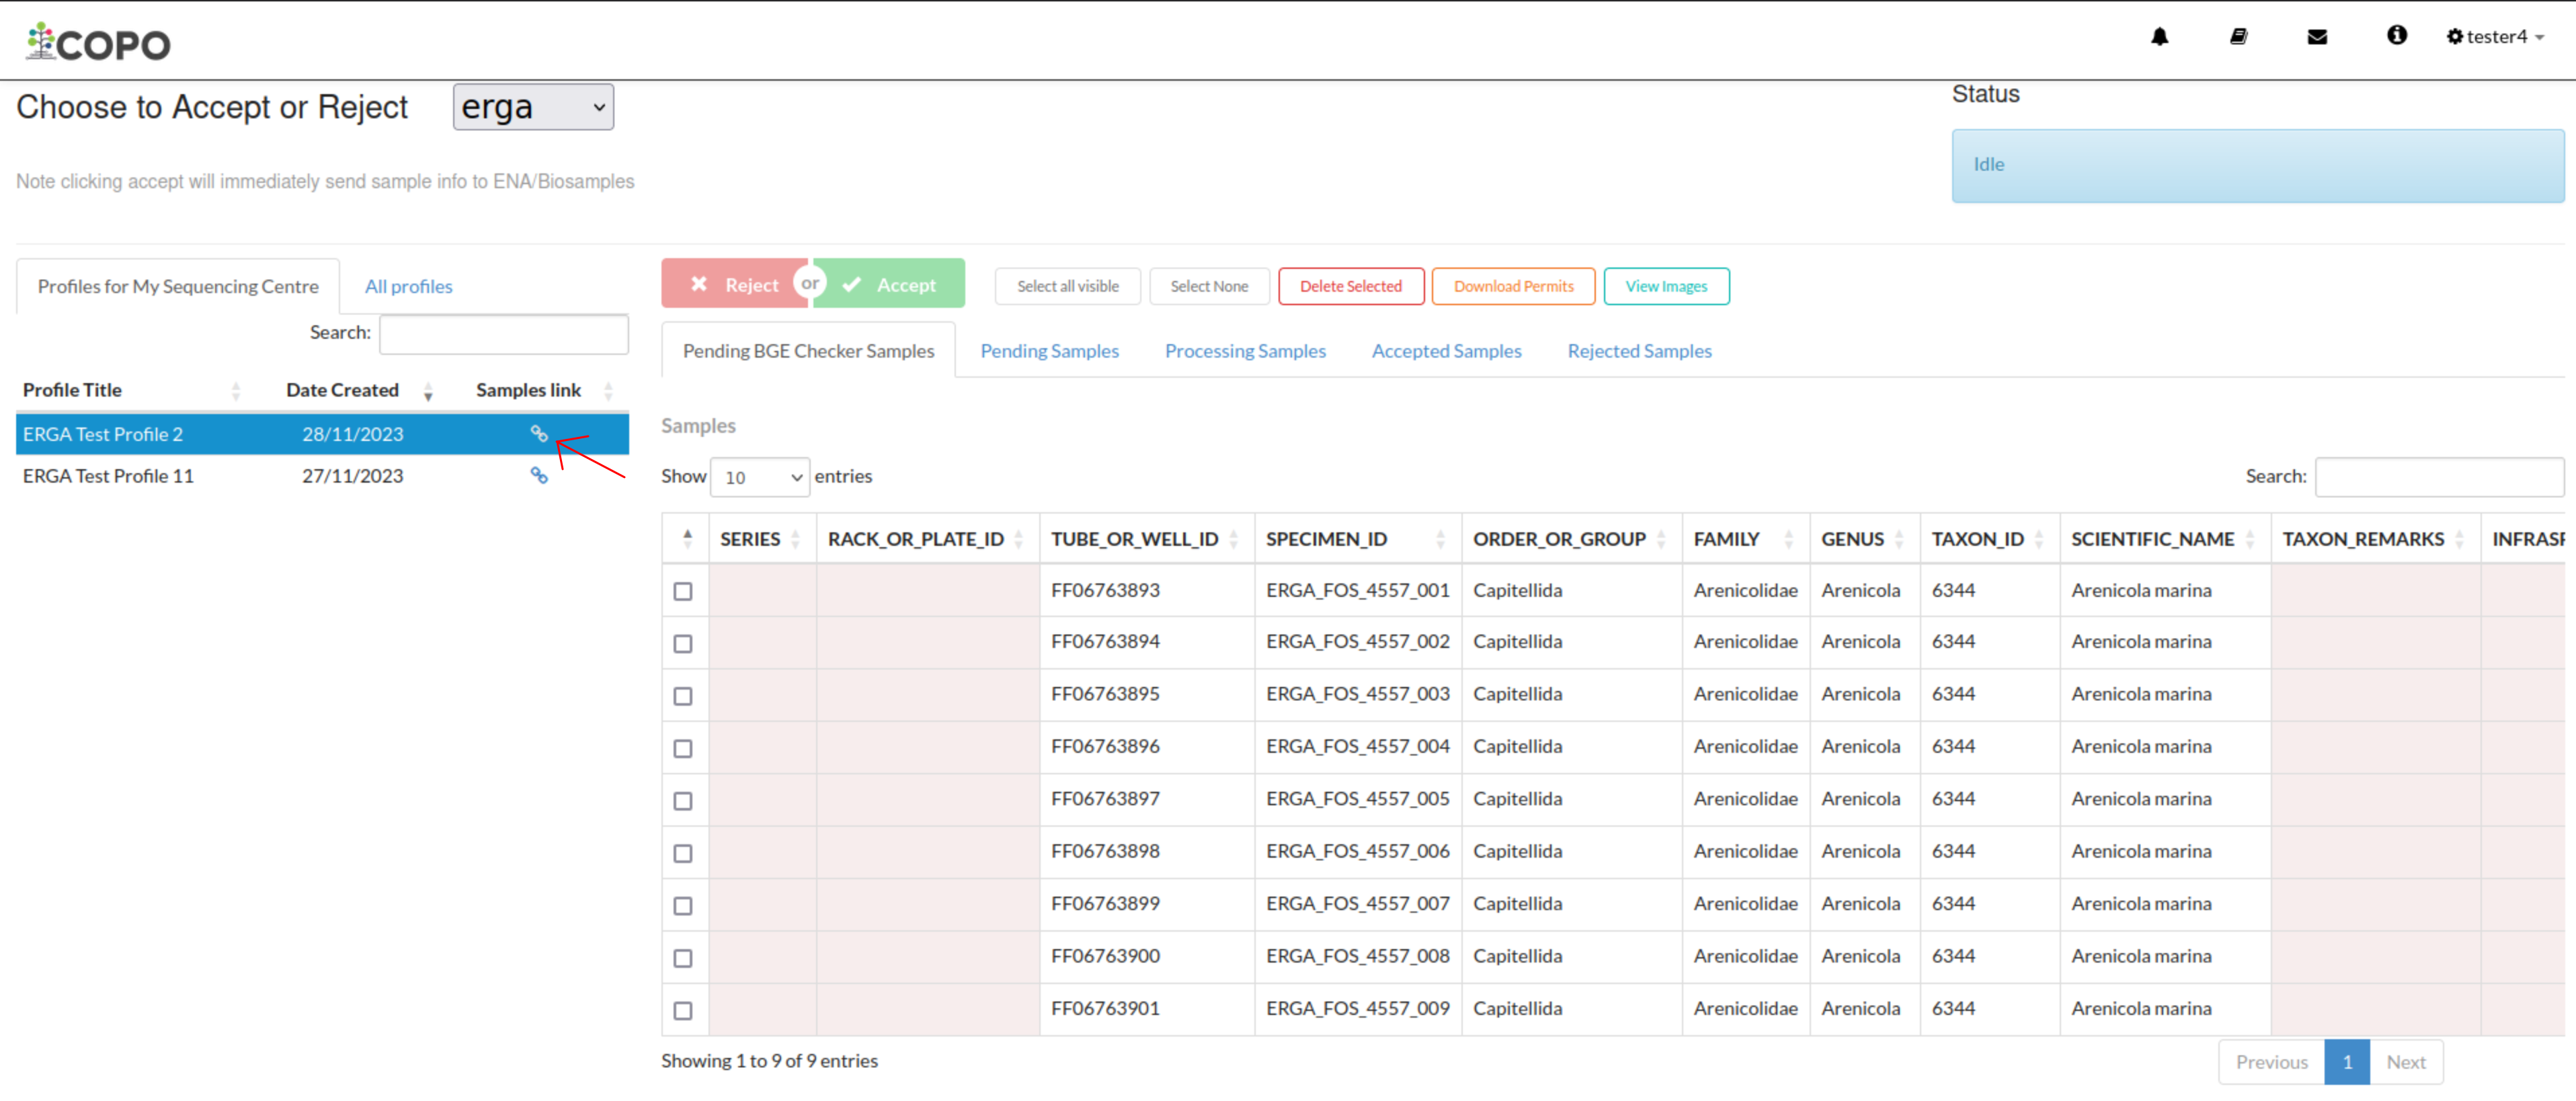 COPO
tester4
Choose to Accept or Reject erga
Status
Idle
Note clicking accept will immediately send sample info to ENA/Biosamples
Profiles for My Sequencing Centre All profiles
Search:
Profile Title Date Created Samples link
ERGA Test Profile 2 28/11/2023
ERGA Test Profile 11 27/11/2023
Reject or Accept Select all visible Select None Delete Selected Download Permits View Images
Pending BGE Checker Samples Pending Samples Processing Samples Accepted Samples Rejected Samples
Samples
Show 10 entries Search:
SERIES RACK_OR_PLATE_ID TUBE_OR_WELL_ID SPECIMEN_ID ORDER_OR_GROUP FAMILY GENUS TAXON_ID SCIENTIFIC_NAME TAXON_REMARKS
FF06763893 ERGA_FOS_4557_001 Capitellida Arenicolidae Arenicola 6344 Arenicola marina
FF06763894 ERGA_FOS_4557_002 Capitellida Arenicolidae Arenicola 6344 Arenicola marina
FF06763895 ERGA_FOS_4557_003 Capitellida Arenicolidae Arenicola 6344 Arenicola marina
FF06763896 ERGA_FOS_4557_004 Capitellida Arenicolidae Arenicola 6344 Arenicola marina
FF06763897 ERGA_FOS_4557_005 Capitellida Arenicolidae Arenicola 6344 Arenicola marina
FF06763898 ERGA_FOS_4557_006 Capitellida Arenicolidae Arenicola 6344 Arenicola marina
FF06763899 ERGA_FOS_4557_007 Capitellida Arenicolidae Arenicola 6344 Arenicola marina
FF06763900 ERGA_FOS_4557_008 Capitellida Arenicolidae Arenicola 6344 Arenicola marina
FF06763901 ERGA_FOS_4557_009 Capitellida Arenicolidae Arenicola 6344 Arenicola marina
Showing 1 to 9 of 9 entries
Previous 1 Next